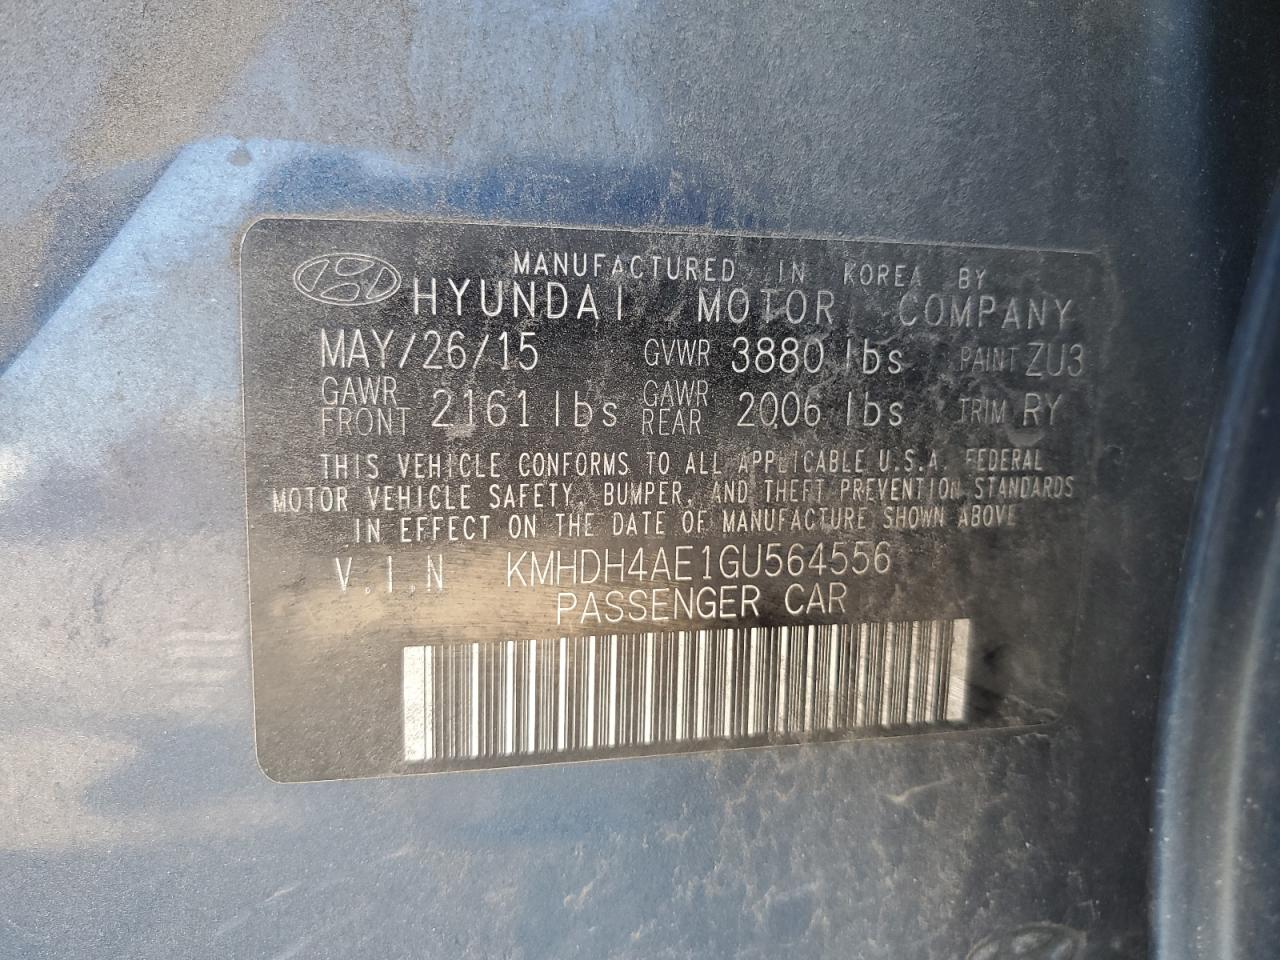 MANUFACTURED IN KOREA BY
HYUNDAI MOTOR COMPANY
MAY/26/15 GVWR 3880 lbs PAINT ZU3
GAWR FRONT 2161 lbs GAWR REAR 2006 lbs TRIM RY
THIS VEHICLE CONFORMS TO ALL APPLICABLE U.S.A. FEDERAL
MOTOR VEHICLE SAFETY, BUMPER, AND THEFT PREVENTION STANDARDS
IN EFFECT ON THE DATE OF MANUFACTURE SHOWN ABOVE
V.I.N KMHDH4AE1GU564556
PASSENGER CAR